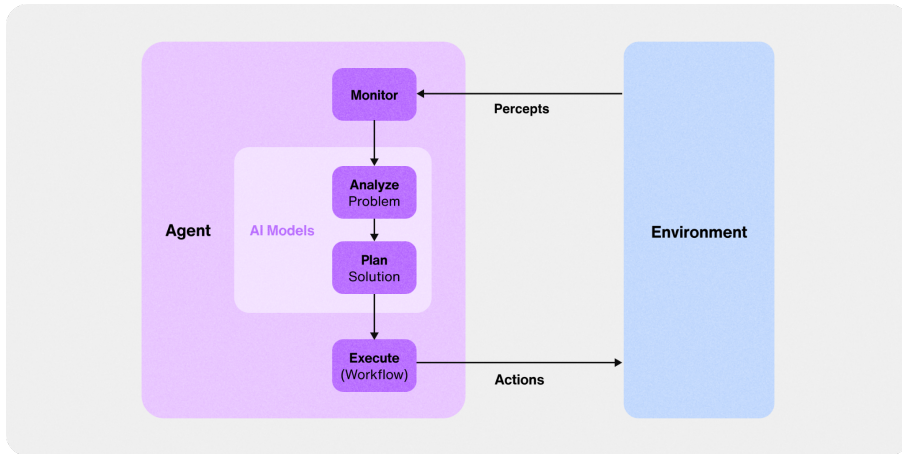 Monitor
Percepts
Analyze
Problem
Agent
AI Models
Environment
Plan
Solution
Execute
(Workflow)
Actions